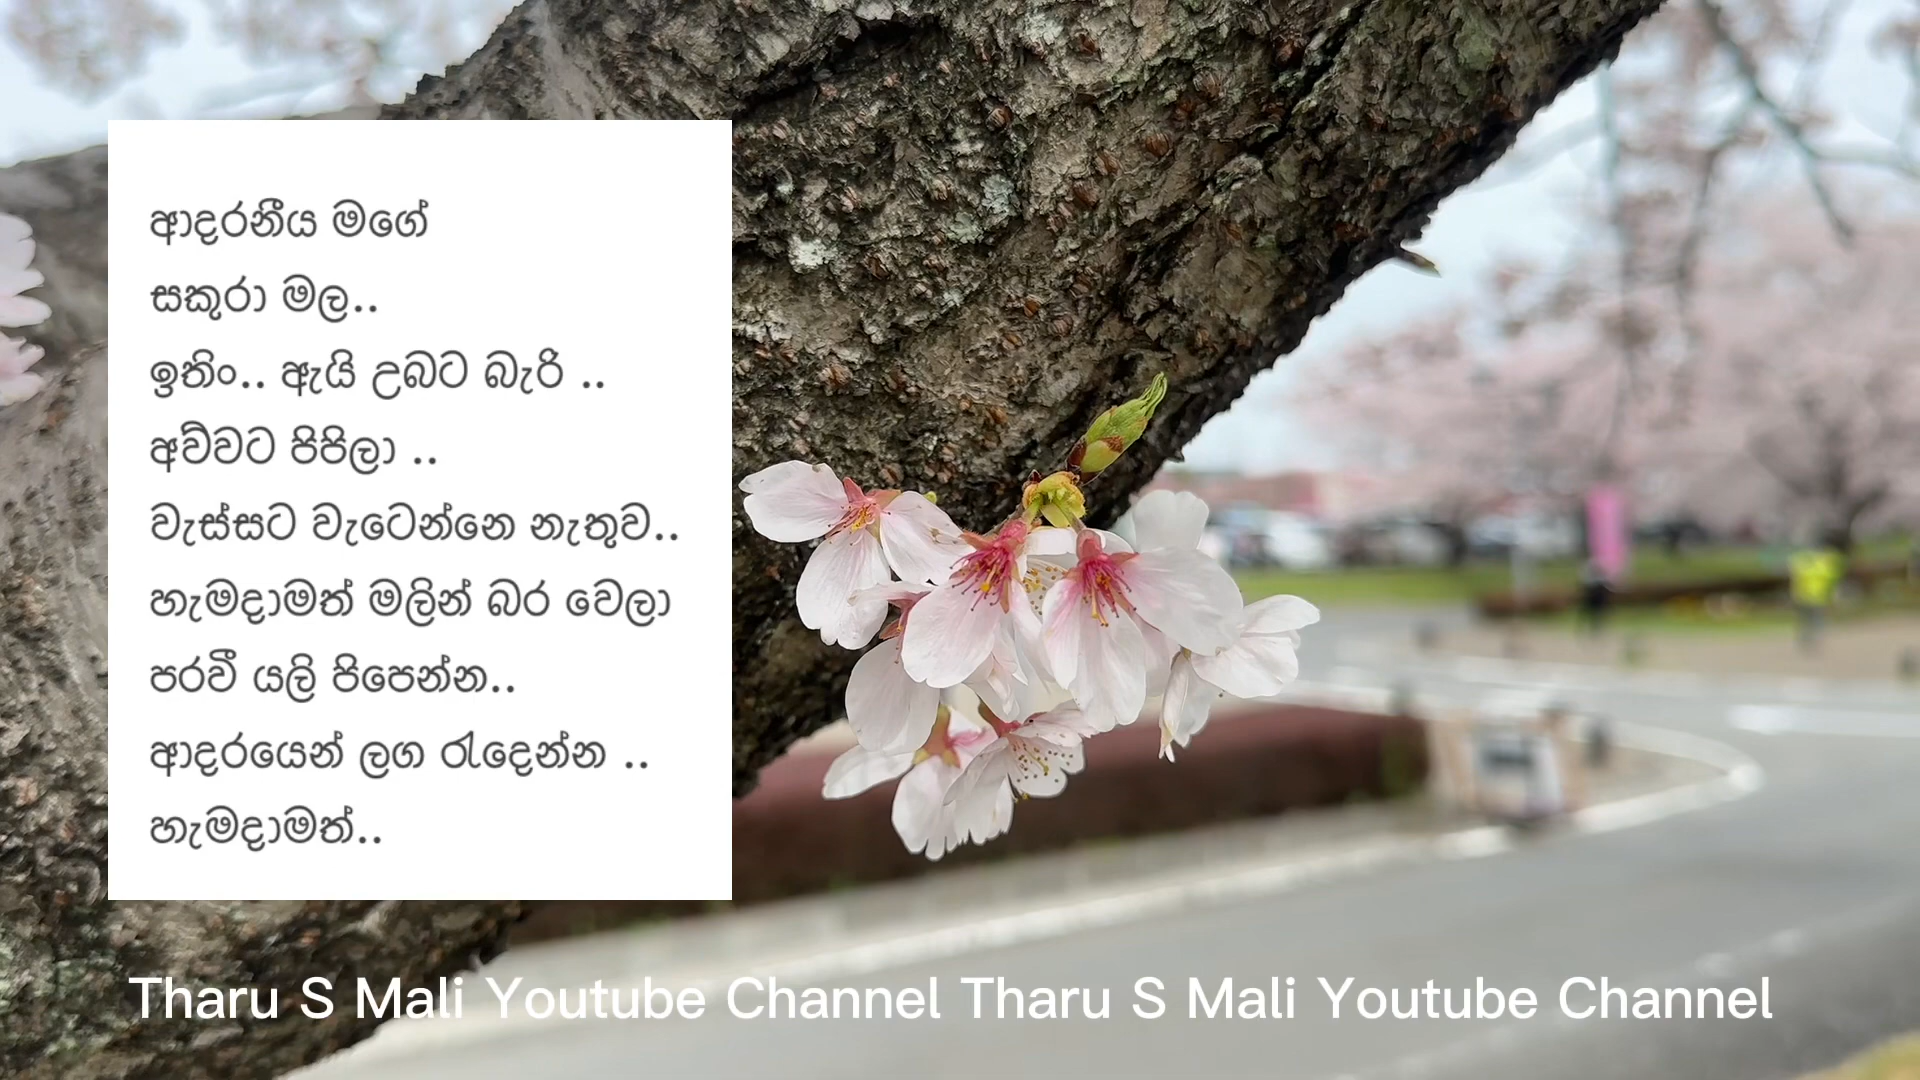 ආදරනීය මගේ
සකුරා මල..
ඉතිං.. ඇයි උබට බැරි ..
අව්වට පිපිලා ..
වැස්සට වැටෙන්නෙ නැතුව..
හැමදාමත් මලින් බර වෙලා
පරවී යලි පිපෙන්න..
ආදරයෙන් ලග රැදෙන්න ..
හැමදාමත්..
Tharu S Mali Youtube Channel Tharu S Mali Youtube Channel